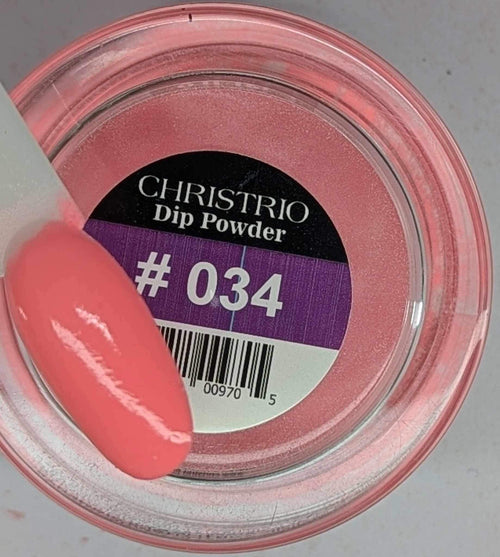 CHRISTRIO
Dip Powder
# 034
00970 5